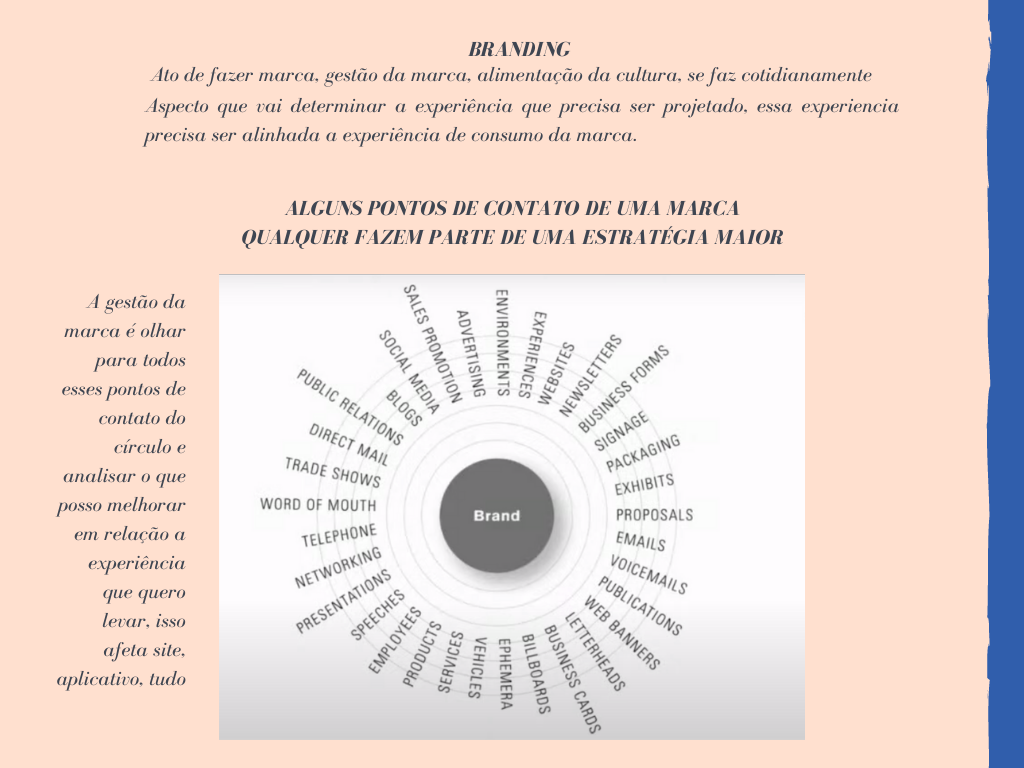 BRANDING
Ato de fazer marca, gestão da marca, alimentação da cultura, se faz cotidianamente
Aspecto que vai determinar a experiência que precisa ser projetado, essa experiencia
precisa ser alinhada a experiência de consumo da marca.
ALGUNS PONTOS DE CONTATO DE UMA MARCA
QUALQUER FAZEM PARTE DE UMA ESTRATÉGIA MAIOR
A gestão da
marca é olhar
para todos
esses pontos de
contato do
círculo e
analisar o que
posso melhorar
em relação a
experiência
que quero
levar, isso
afeta site,
aplicativo, tudo
Brand
ENVIRONMENTS
EXPERIENCES
WEBSITES
NEWSLETTERS
BUSINESS FORMS
SIGNAGE
PACKAGING
EXHIBITS
PROPOSALS
EMAILS
VOICEMAILS
PUBLICATIONS
WEB BANNERS
LETTERHEADS
BUSINESS CARDS
BILLBOARDS
EPHEMERA
VEHICLES
SERVICES
PRODUCTS
EMPLOYEES
SPEECHES
PRESENTATIONS
NETWORKING
TELEPHONE
WORD OF MOUTH
TRADE SHOWS
DIRECT MAIL
PUBLIC RELATIONS
BLOGS
SOCIAL MEDIA
SALES PROMOTION
ADVERTISING